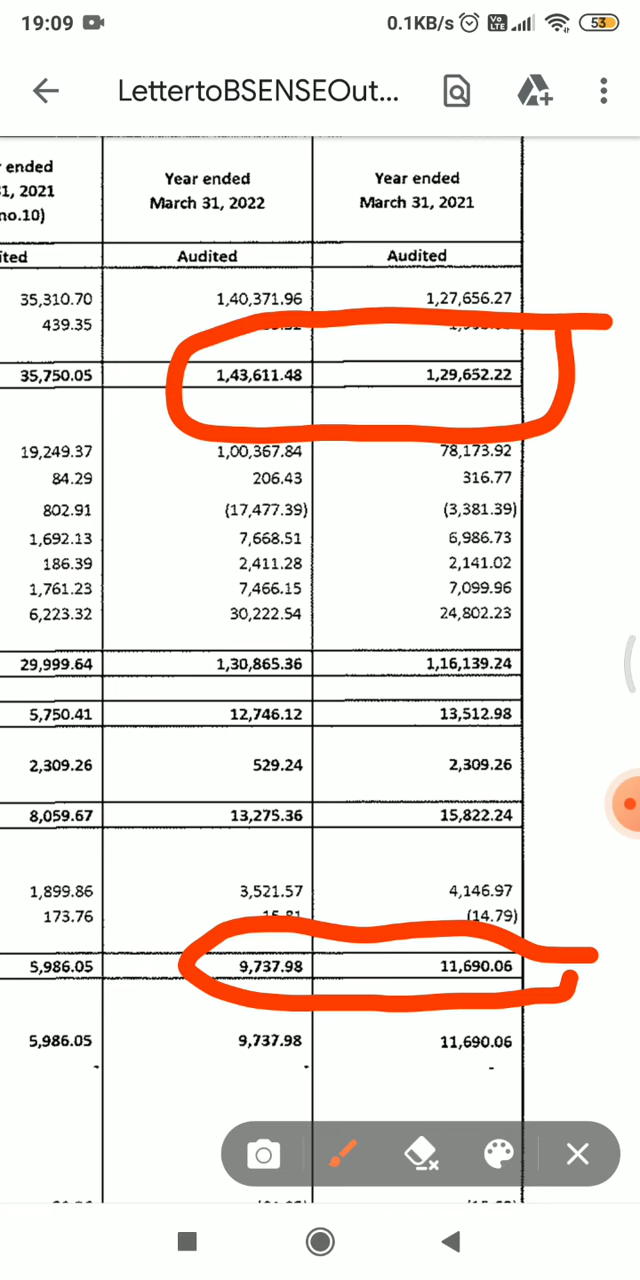 19:09 0.1KB/s Vo LTE 53
LettertoBSENSEOut...
ended Year ended Year ended
31, 2021 March 31, 2022 March 31, 2021
no.10)
ited Audited Audited
35,310.70 1,40,371.96 1,27,656.27
439.35
35,750.05 1,43,611.48 1,29,652.22
19,249.37 1,00,367.84 78,173.92
84.29 206.43 316.77
802.91 (17,477.39) (3,381.39)
1,692.13 7,668.51 6,986.73
186.39 2,411.28 2,141.02
1,761.23 7,466.15 7,099.96
6,223.32 30,222.54 24,802.23
29,999.64 1,30,865.36 1,16,139.24
5,750.41 12,746.12 13,512.98
2,309.26 529.24 2,309.26
8,059.67 13,275.36 15,822.24
1,899.86 3,521.57 4,146.97
173.76 15.81 (14.79)
5,986.05 9,737.98 11,690.06
5,986.05 9,737.98 11,690.06
- - -